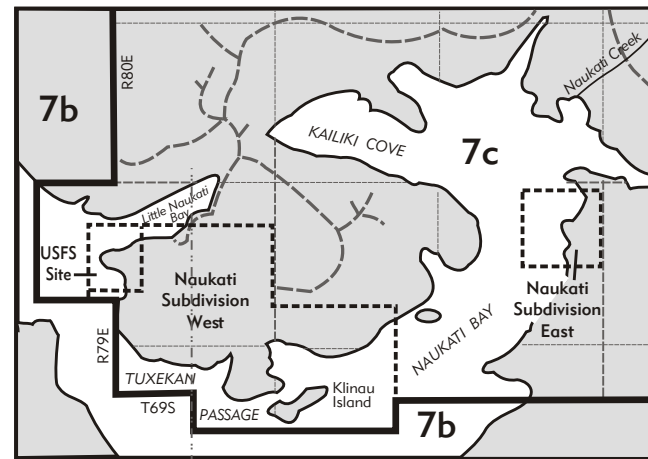 R80E
7b
Naukati Creek
KAILIKI COVE
7c
Little Naukati
Bay
USFS
Site
Naukati
Subdivision
West
Naukati
Subdivision
East
NAUKATI BAY
R79E
TUXEKAN
PASSAGE
T69S
Klinau
Island
7b